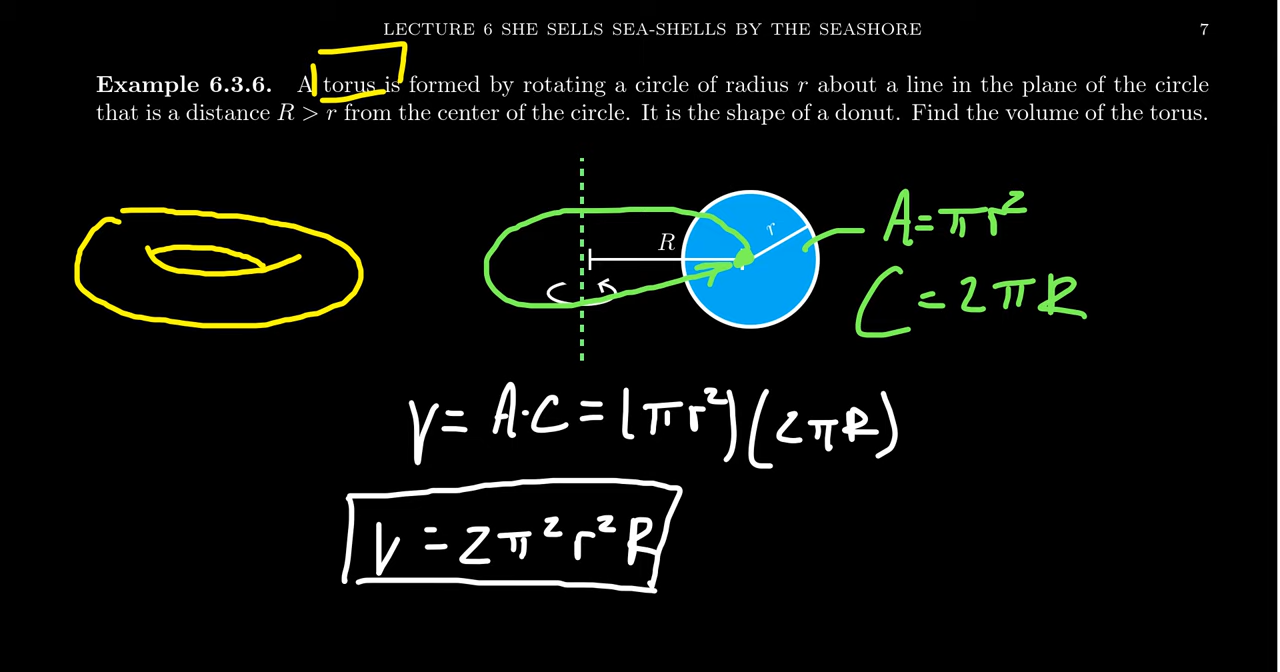 LECTURE 6 SHE SELLS SEA-SHELLS BY THE SEASHORE 7
Example 6.3.6. A torus is formed by rotating a circle of radius r about a line in the plane of the circle
that is a distance R > r from the center of the circle. It is the shape of a donut. Find the volume of the torus.
R r A = πr²
C = 2πR
V = A·C = (πr²)(2πR)
V = 2π²r²R